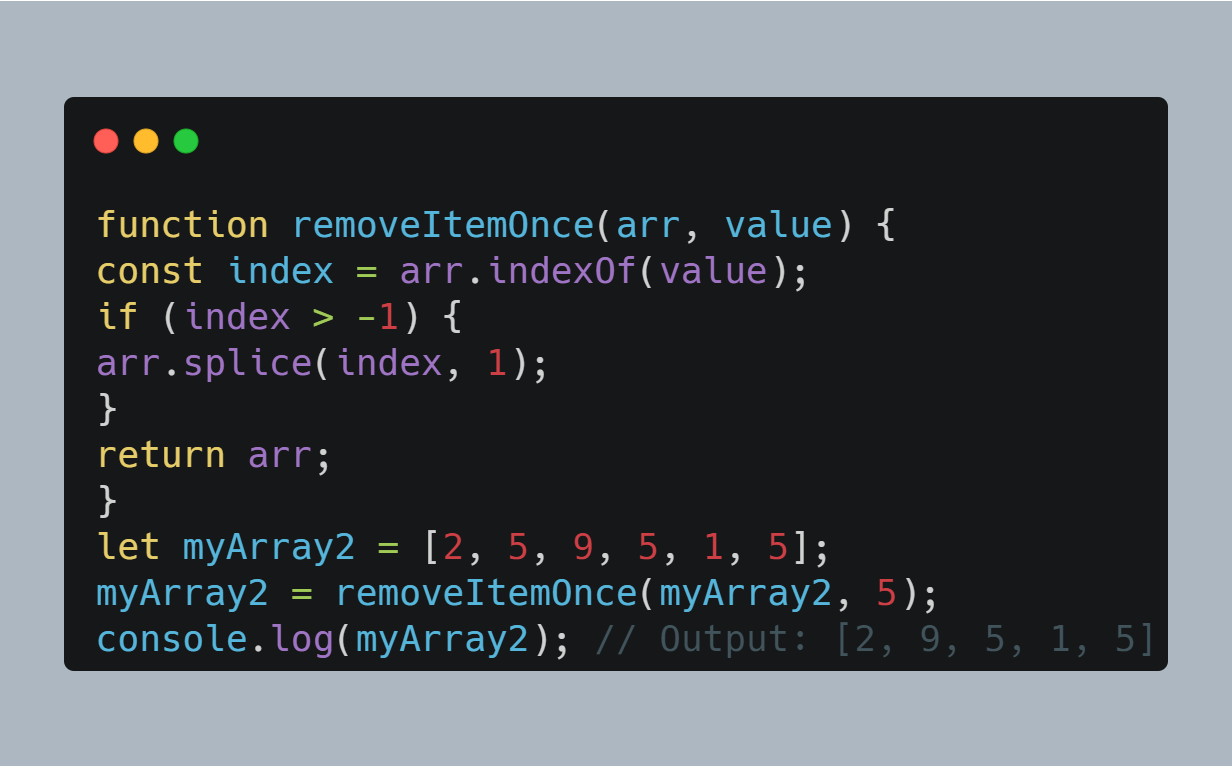 function removeItemOnce(arr, value) {
const index = arr.indexOf(value);
if (index > -1) {
arr.splice(index, 1);
}
return arr;
}
let myArray2 = [2, 5, 9, 5, 1, 5];
myArray2 = removeItemOnce(myArray2, 5);
console.log(myArray2); // Output: [2, 9, 5, 1, 5]